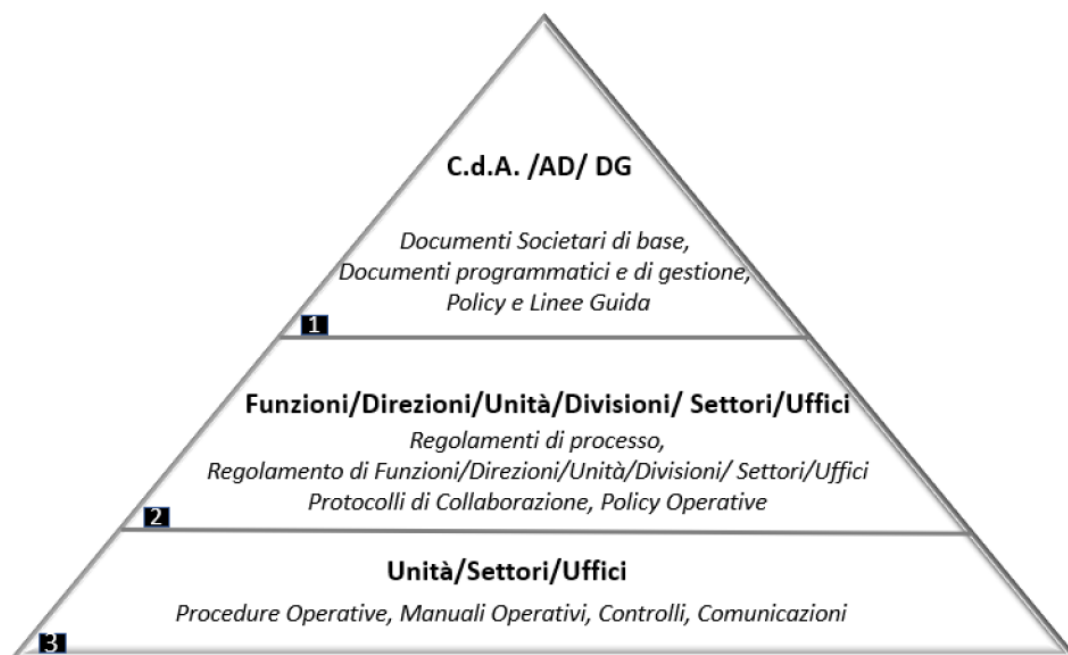 C.d.A. /AD/ DG
Documenti Societari di base,
Documenti programmatici e di gestione,
Policy e Linee Guida
1
Funzioni/Direzioni/Unità/Divisioni/ Settori/Uffici
Regolamenti di processo,
Regolamento di Funzioni/Direzioni/Unità/Divisioni/ Settori/Uffici
Protocolli di Collaborazione, Policy Operative
2
Unità/Settori/Uffici
Procedure Operative, Manuali Operativi, Controlli, Comunicazioni
3